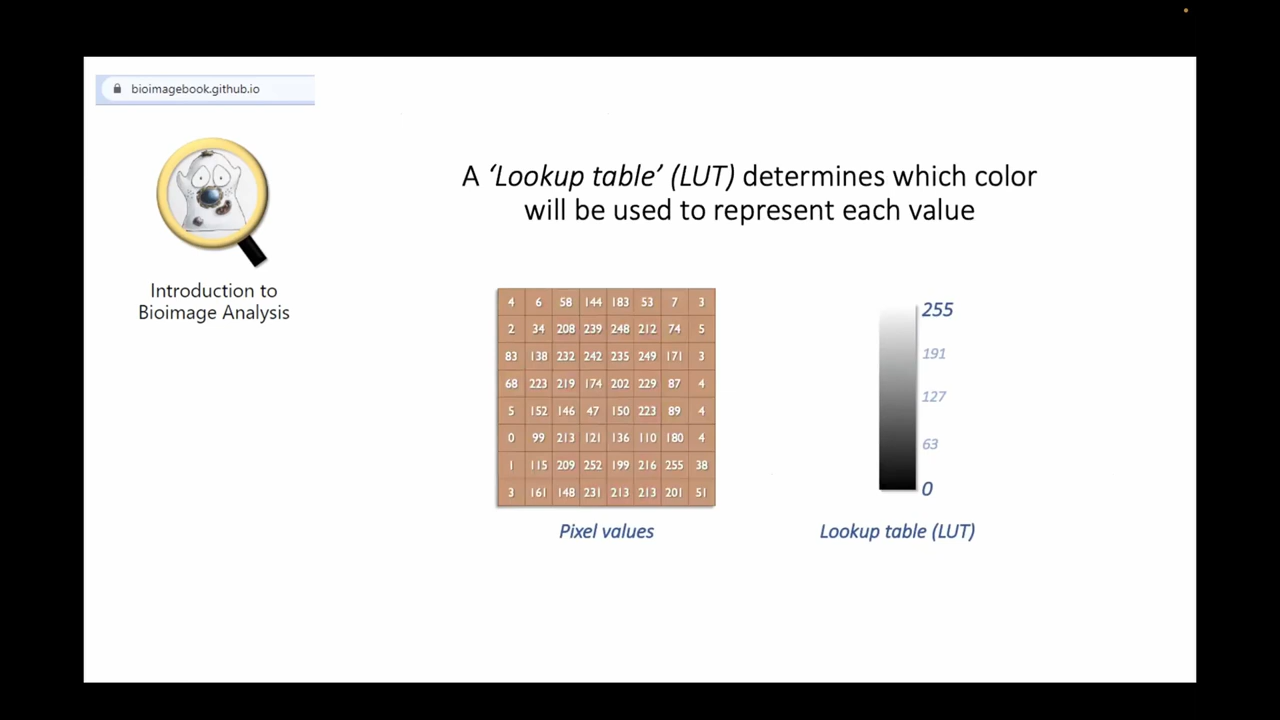 bioimagebook.github.io
Introduction to
Bioimage Analysis
A ‘Lookup table’ (LUT) determines which color
will be used to represent each value
4 6 58 144 183 53 7 3
2 34 208 239 248 212 74 5
83 138 232 242 235 249 171 3
68 223 219 174 202 229 87 4
5 152 146 47 150 223 89 4
0 99 213 121 136 110 180 4
1 115 209 252 199 216 255 38
3 161 148 231 213 213 201 51
Pixel values
255
191
127
63
0
Lookup table (LUT)